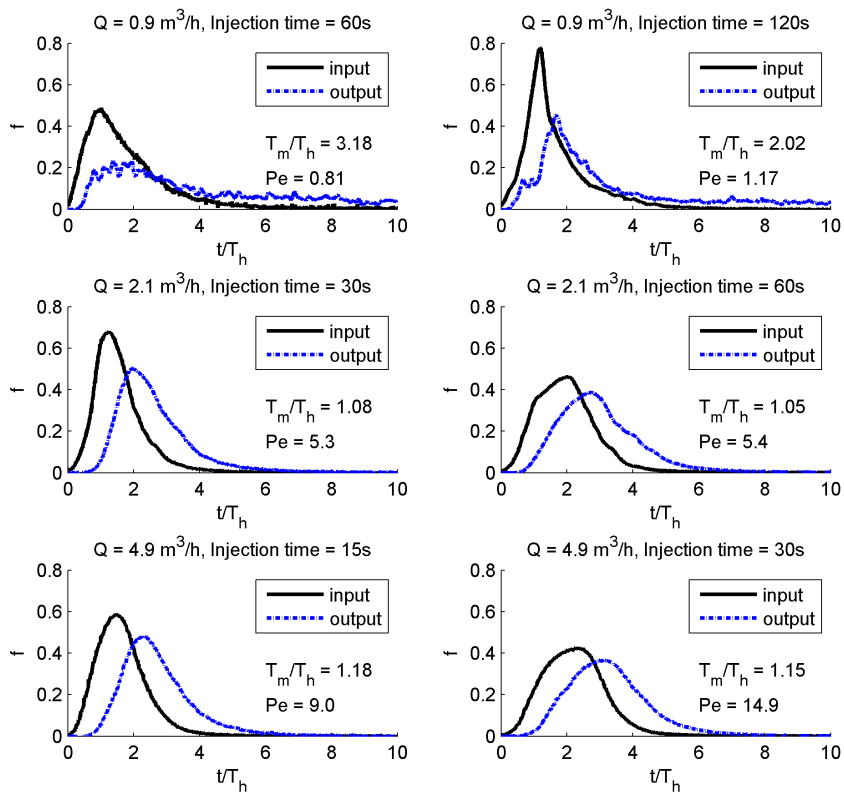 Q = 0.9 m³/h, Injection time = 60s
0.8
0.6
0.4
0.2
0
f
input
output
Tₘ/Tₕ = 3.18
Pe = 0.81
0 2 4 6 8 10
t/Tₕ
Q = 0.9 m³/h, Injection time = 120s
0.8
0.6
0.4
0.2
0
f
input
output
Tₘ/Tₕ = 2.02
Pe = 1.17
0 2 4 6 8 10
t/Tₕ
Q = 2.1 m³/h, Injection time = 30s
0.8
0.6
0.4
0.2
0
f
input
output
Tₘ/Tₕ = 1.08
Pe = 5.3
0 2 4 6 8 10
t/Tₕ
Q = 2.1 m³/h, Injection time = 60s
0.8
0.6
0.4
0.2
0
f
input
output
Tₘ/Tₕ = 1.05
Pe = 5.4
0 2 4 6 8 10
t/Tₕ
Q = 4.9 m³/h, Injection time = 15s
0.8
0.6
0.4
0.2
0
f
input
output
Tₘ/Tₕ = 1.18
Pe = 9.0
0 2 4 6 8 10
t/Tₕ
Q = 4.9 m³/h, Injection time = 30s
0.8
0.6
0.4
0.2
0
f
input
output
Tₘ/Tₕ = 1.15
Pe = 14.9
0 2 4 6 8 10
t/Tₕ